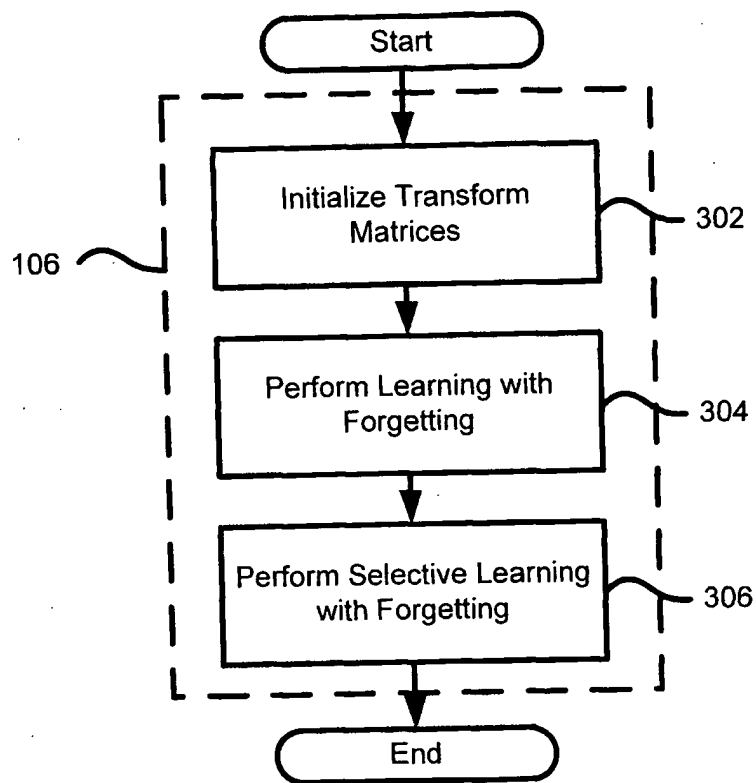 Start
Initialize Transform
Matrices
302
106
Perform Learning with
Forgetting
304
Perform Selective Learning
with Forgetting
306
End